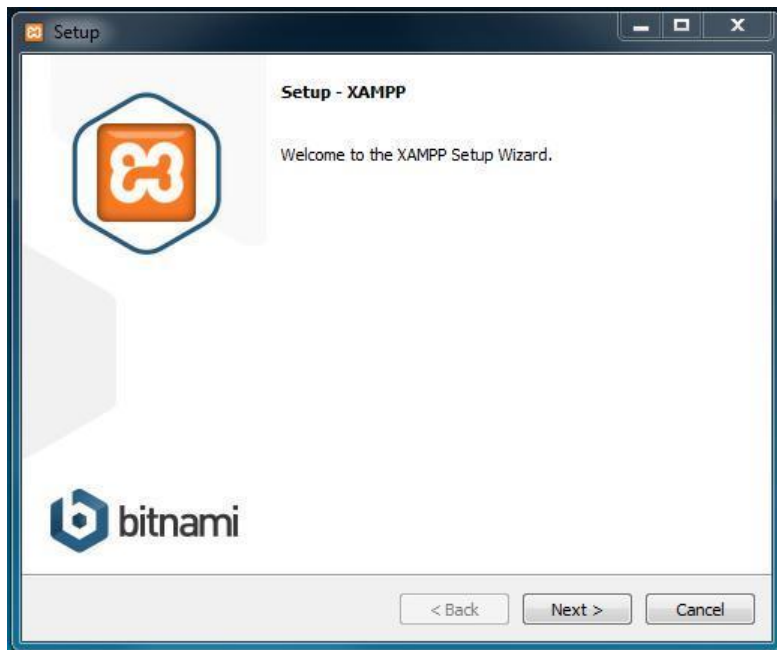 Setup
Setup - XAMPP
Welcome to the XAMPP Setup Wizard.
bitnami
< Back
Next >
Cancel